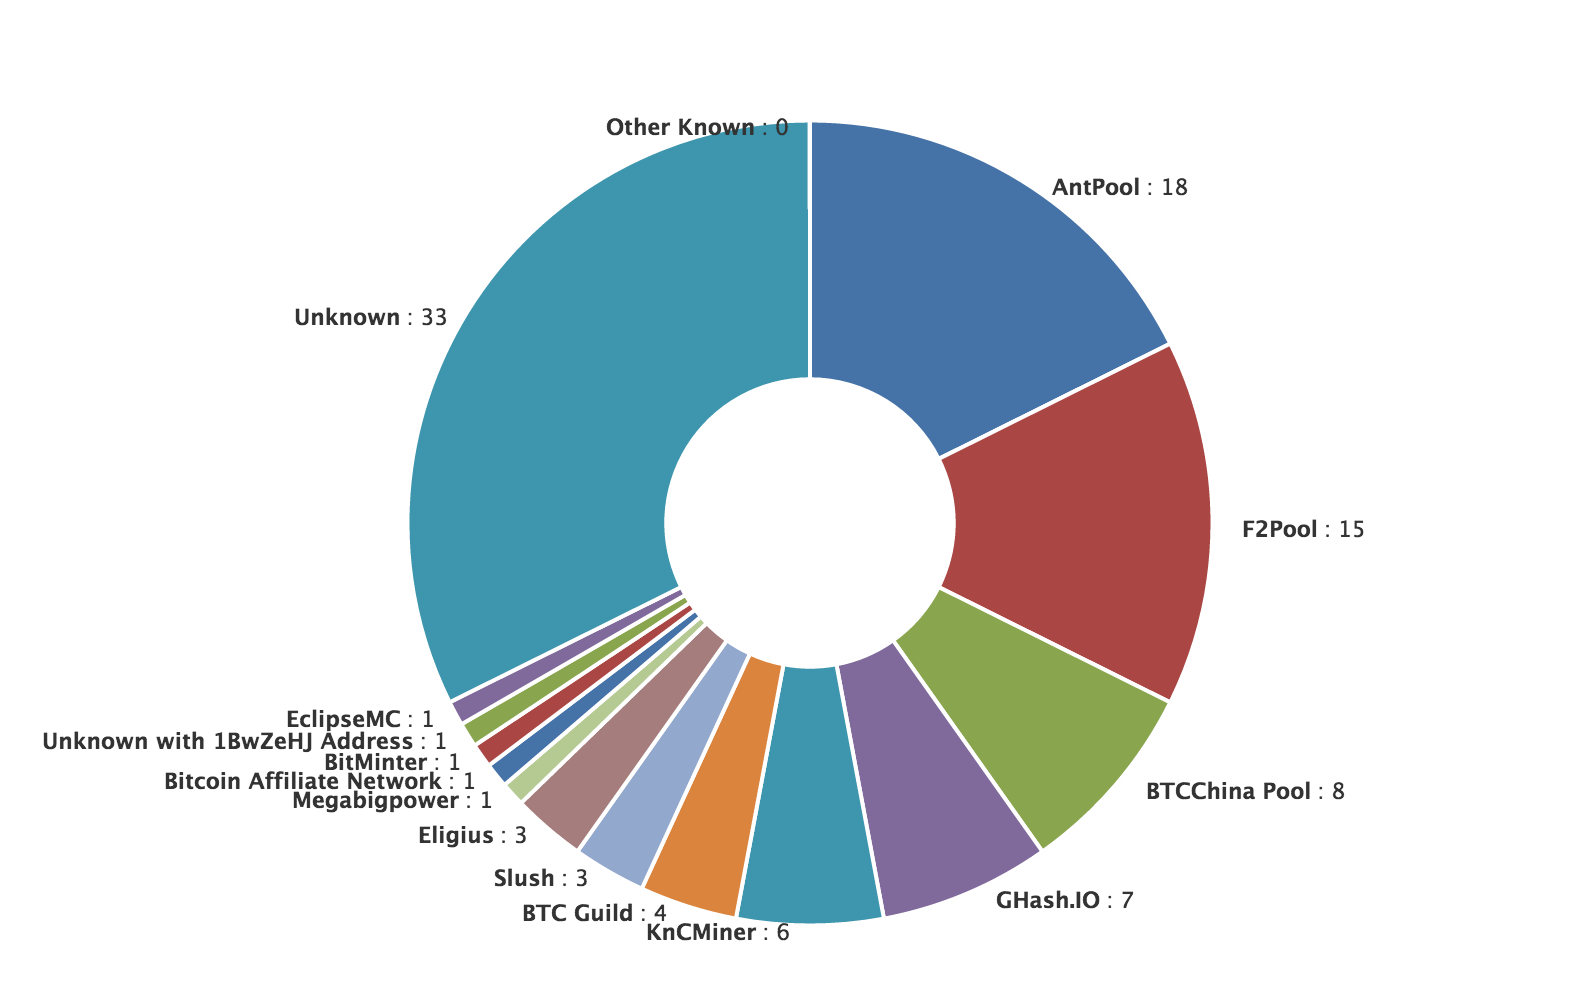 Other Known : 0
AntPool : 18
Unknown : 33
F2Pool : 15
EclipseMC : 1
Unknown with 1BwZeHJ Address : 1
BitMinter : 1
Bitcoin Affiliate Network : 1
Megabigpower : 1
BTCChina Pool : 8
Eligius : 3
Slush : 3
GHash.IO : 7
BTC Guild : 4
KnCMiner : 6